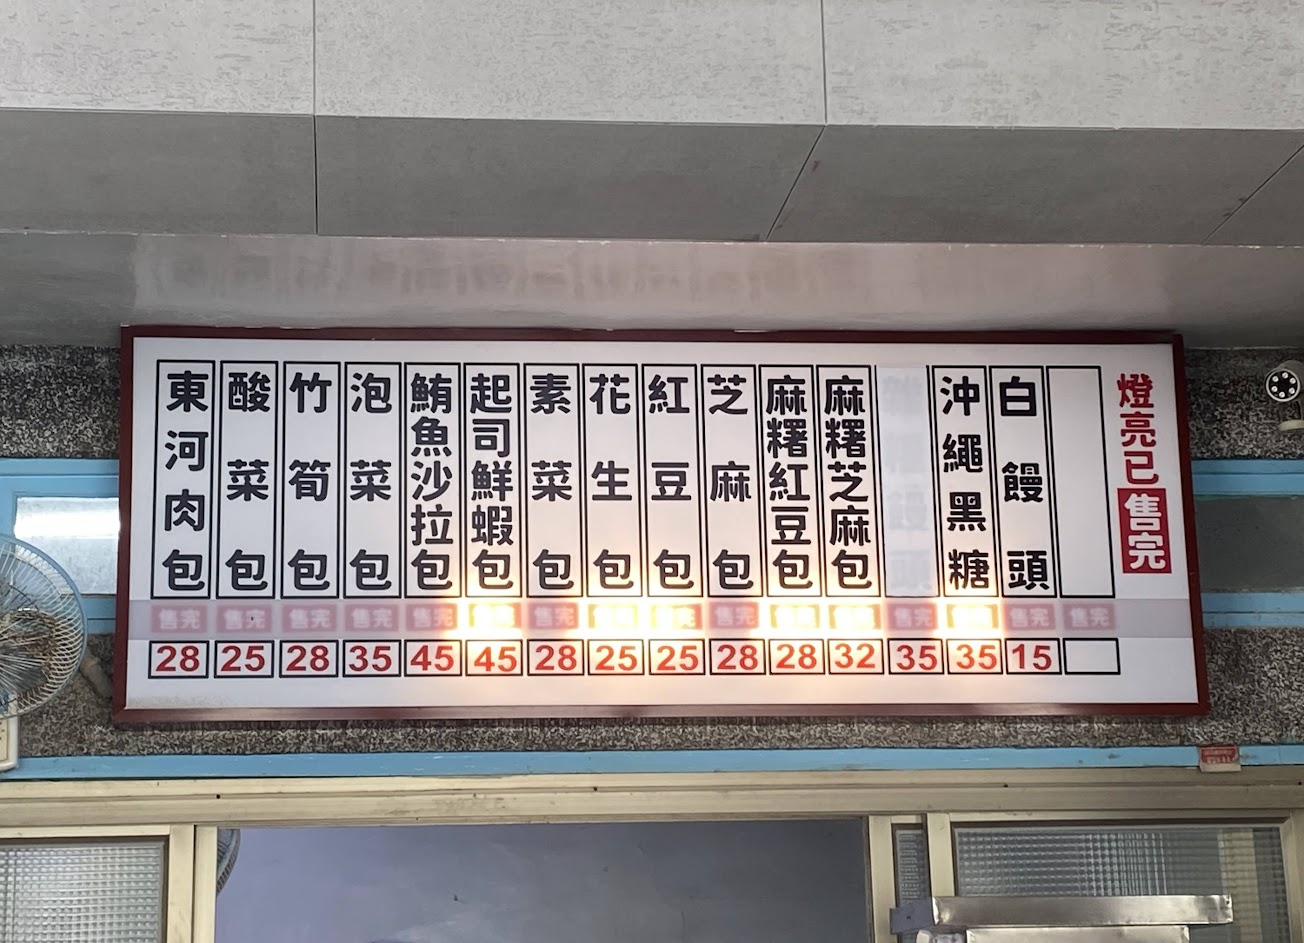 東河肉包
酸菜包
竹筍包
泡菜包
鮪魚沙拉包
起司鮮蝦包
素菜包
花生包
紅豆包
芝麻包
麻糬紅豆包
麻糬芝麻包
沖繩黑糖
白饅頭
燈亮已售完
售完 售完 售完 售完 售完 售完 售完 售完 售完 售完 售完
28 25 28 35 45 45 28 25 25 28 28 32 35 35 15